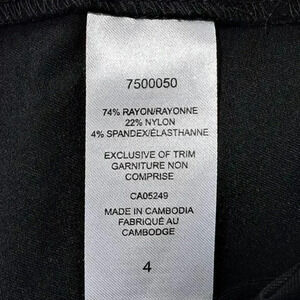 7500050
74% RAYON/RAYONNE
22% NYLON
4% SPANDEX/ÉLASTHANNE
EXCLUSIVE OF TRIM
GARNITURE NON
COMPRISE
CA05249
MADE IN CAMBODIA
FABRIQUÉ AU
CAMBODGE
4